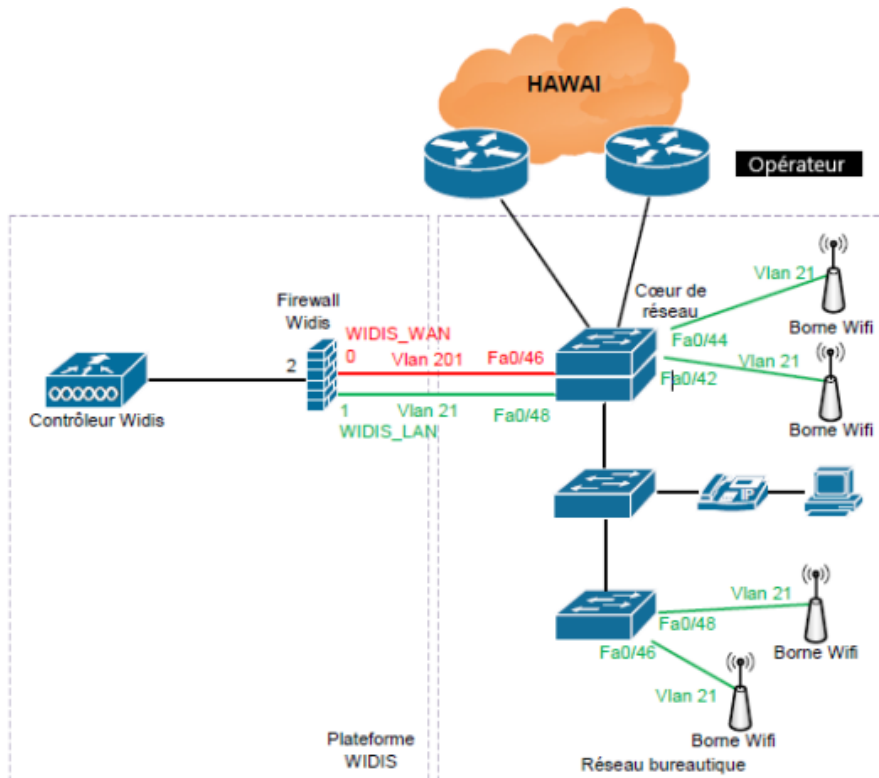 HAWAI
Opérateur
Vlan 21
Cœur de
réseau
Borne Wifi
Firewall
Widis
WIDIS_WAN
0
Vlan 201
Fa0/46
Fa0/44
Vlan 21
2
Fa0/42
Contrôleur Widis
1
Vlan 21
Fa0/48
WIDIS_LAN
Borne Wifi
IP
Vlan 21
Fa0/48
Borne Wifi
Fa0/46
Vlan 21
Borne Wifi
Plateforme
WIDIS
Réseau bureautique